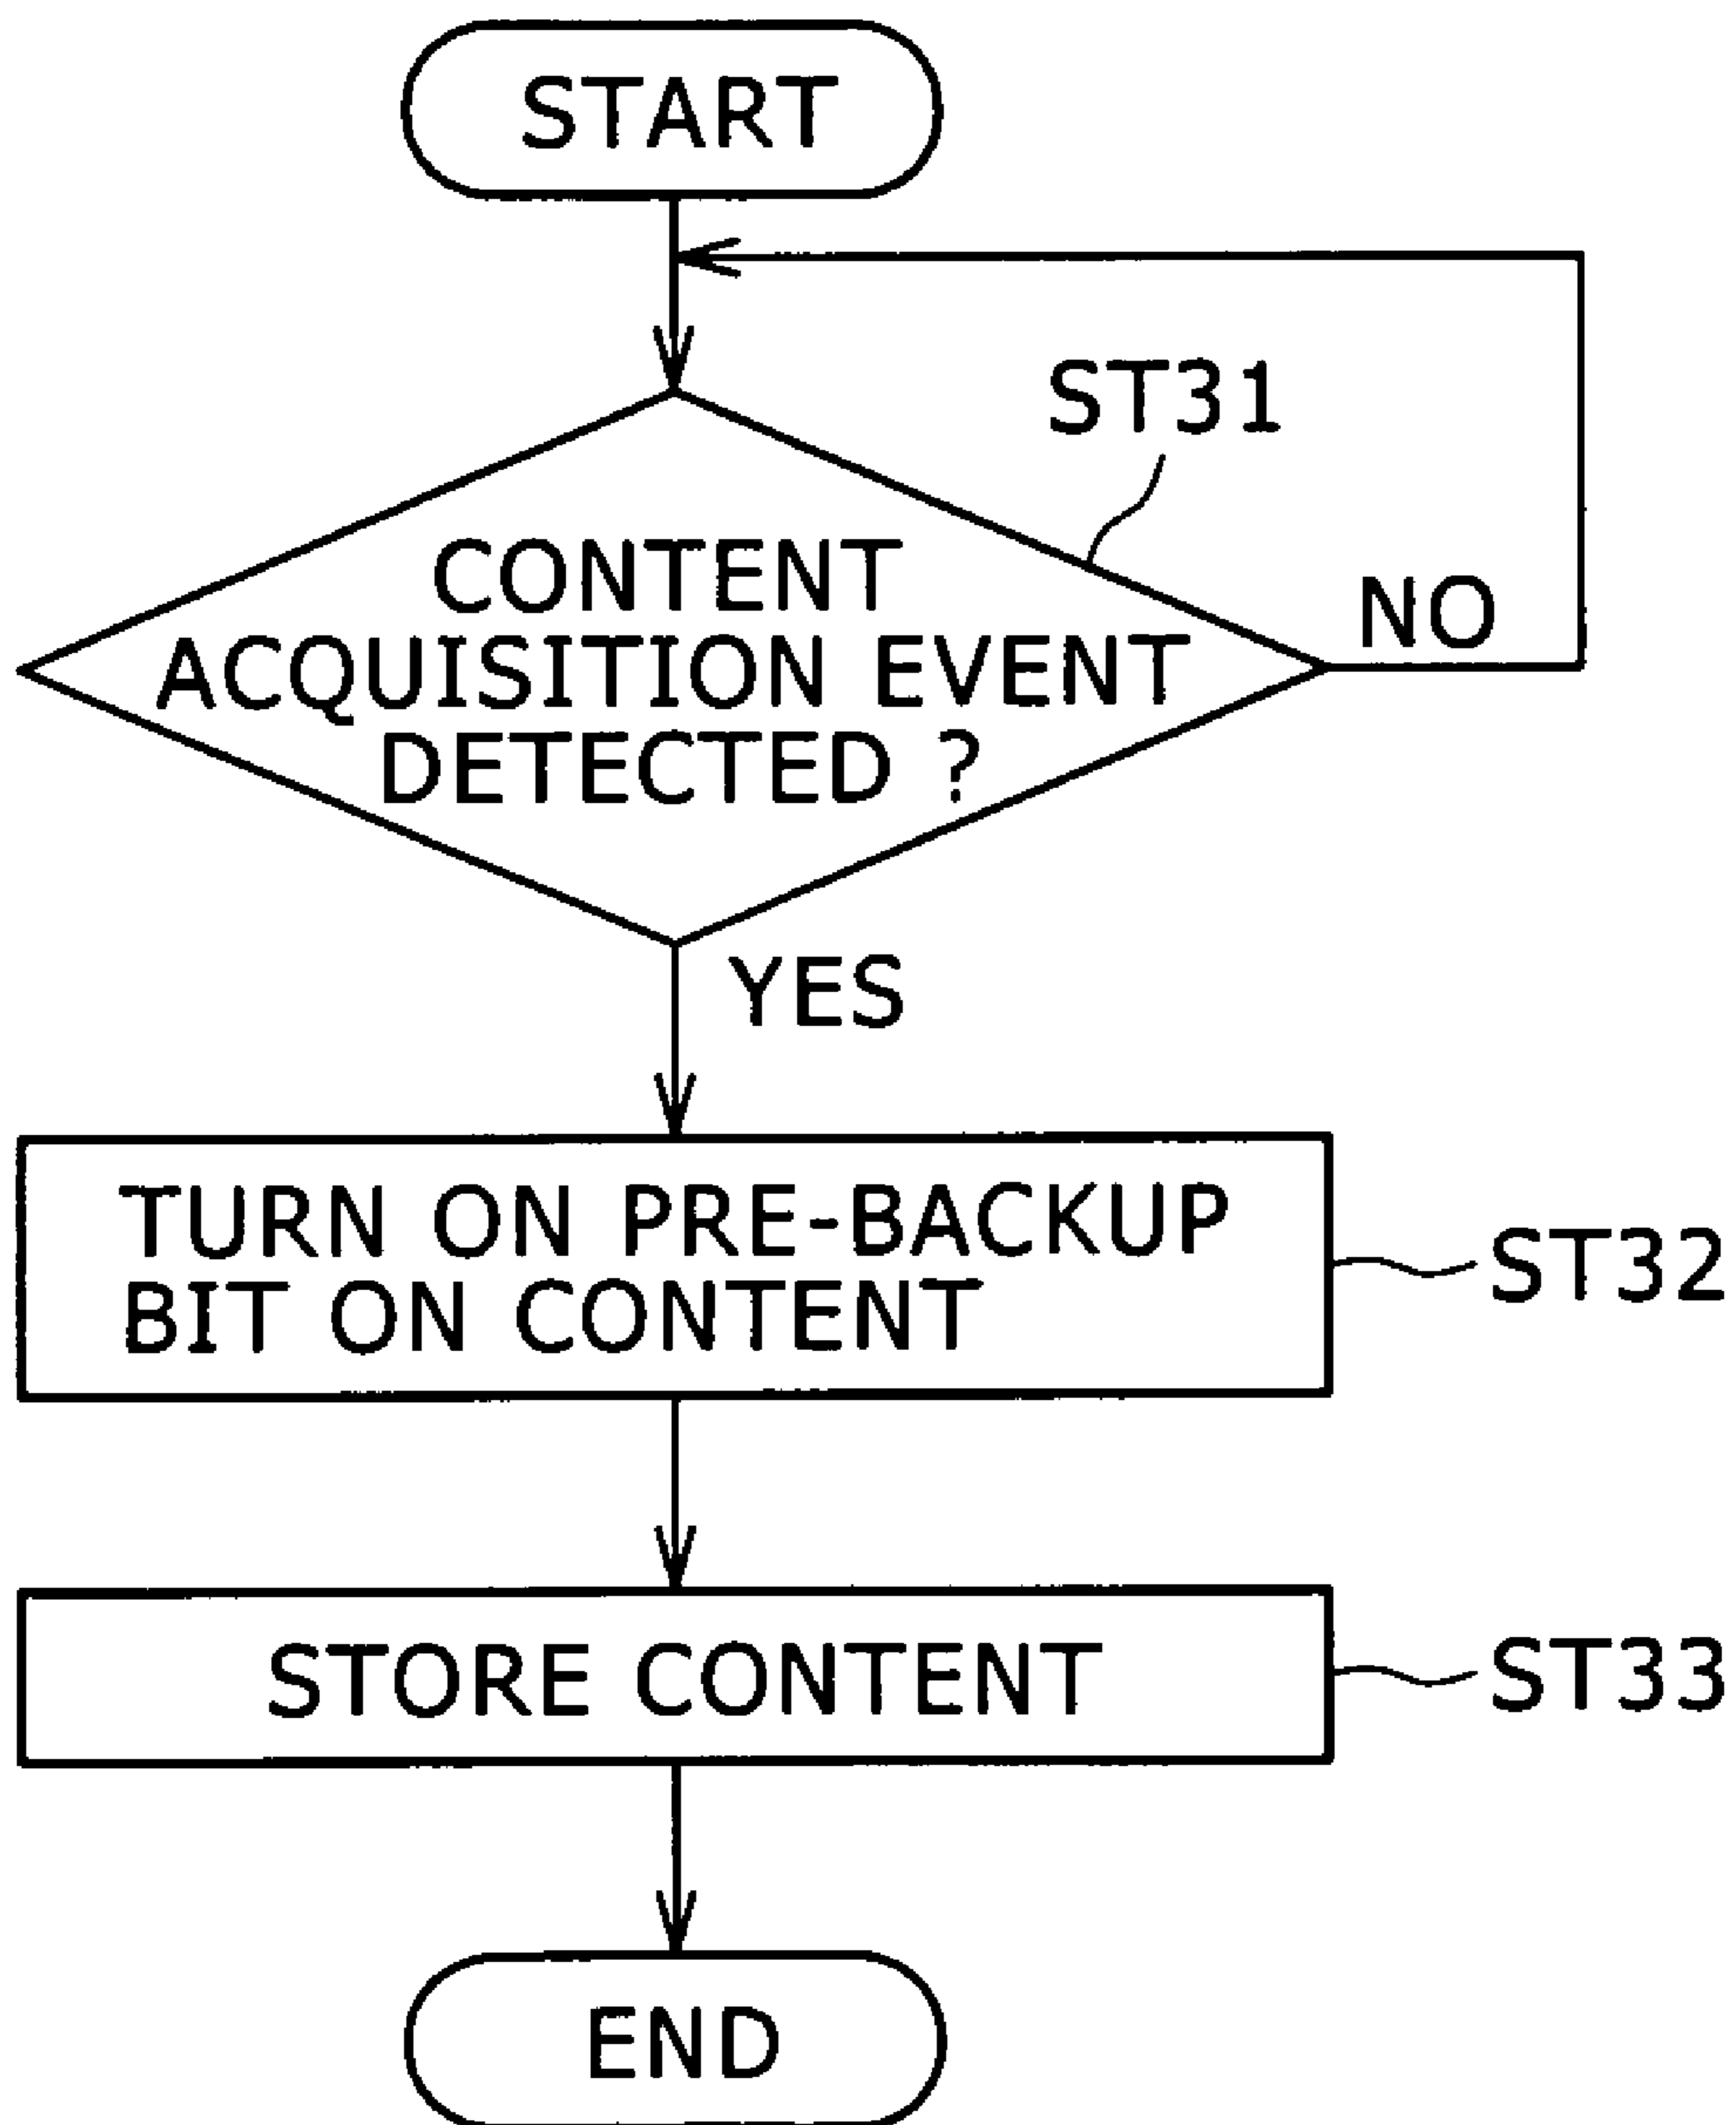 START
ST31
CONTENT
ACQUISITION EVENT
DETECTED ?
NO
YES
TURN ON PRE-BACKUP
BIT ON CONTENT
ST32
STORE CONTENT
ST33
END